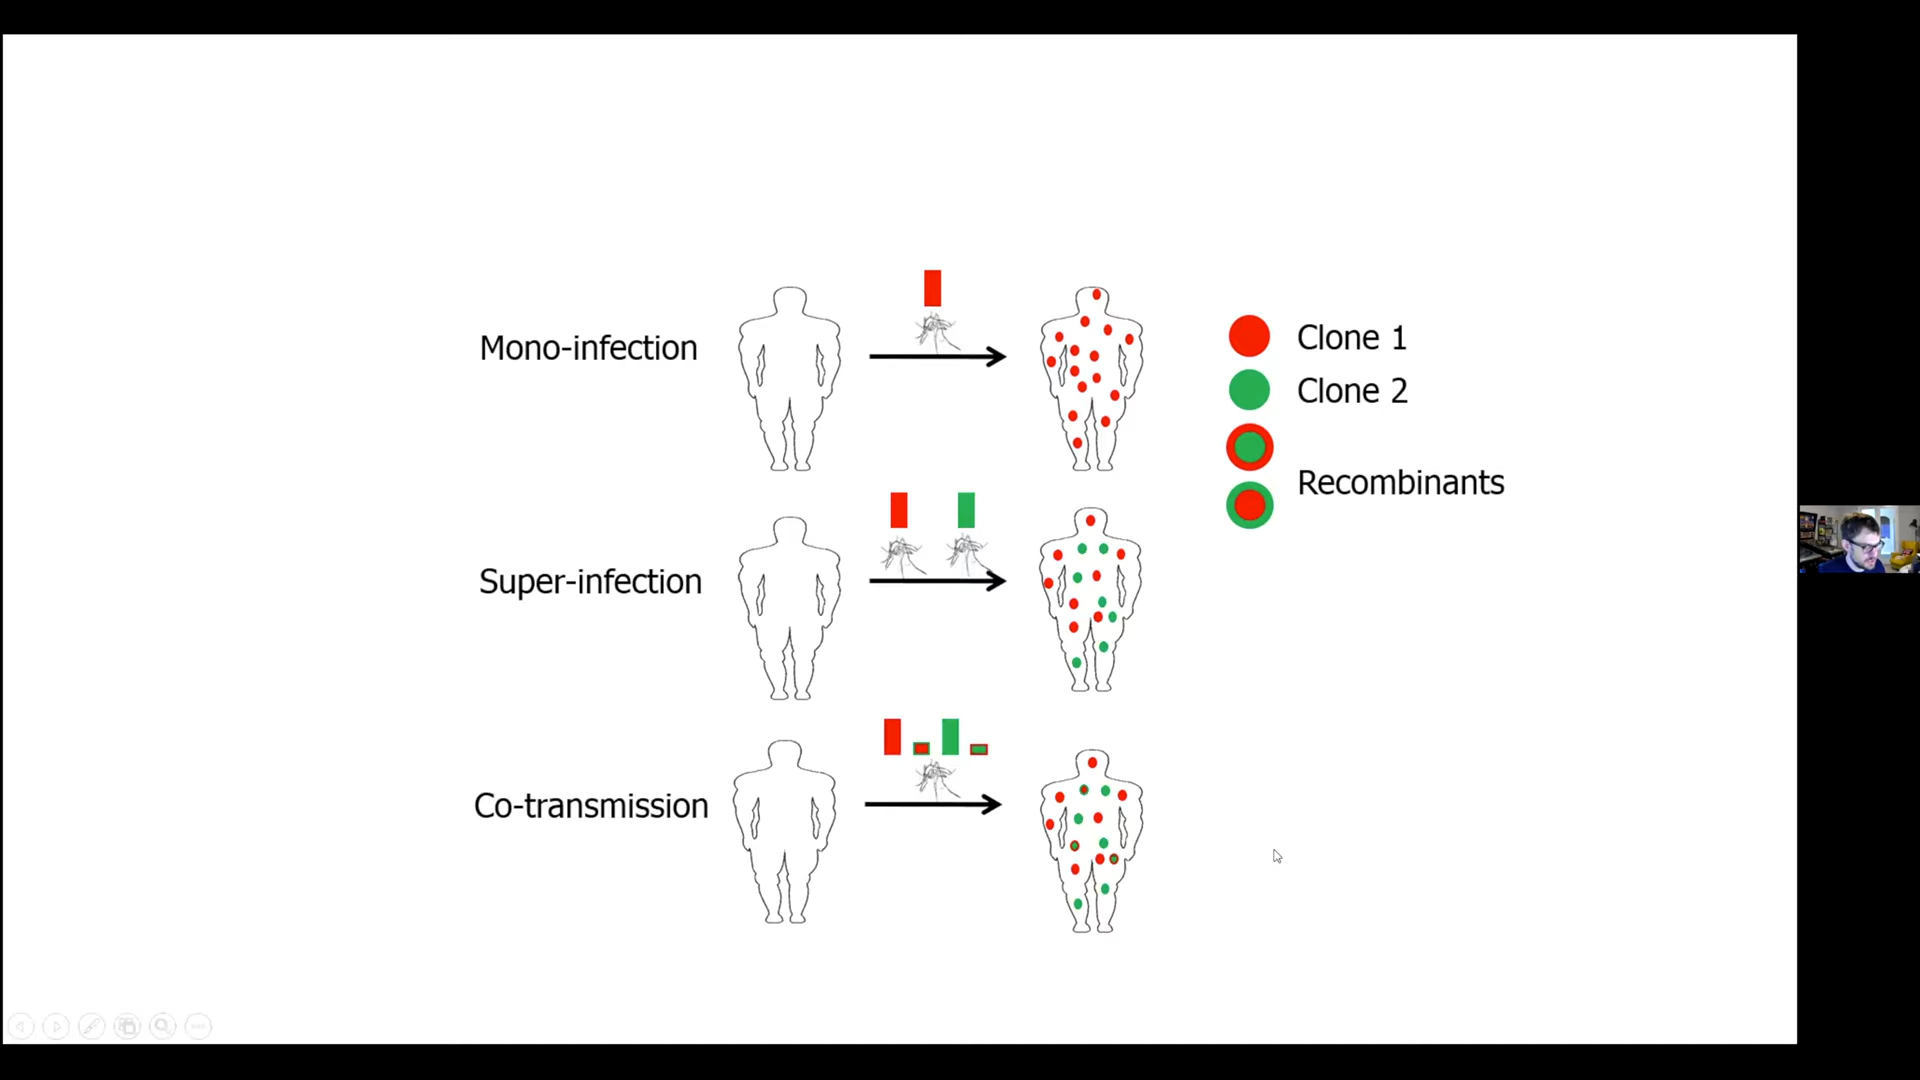 Mono-infection
Clone 1
Clone 2
Recombinants
Super-infection
Co-transmission